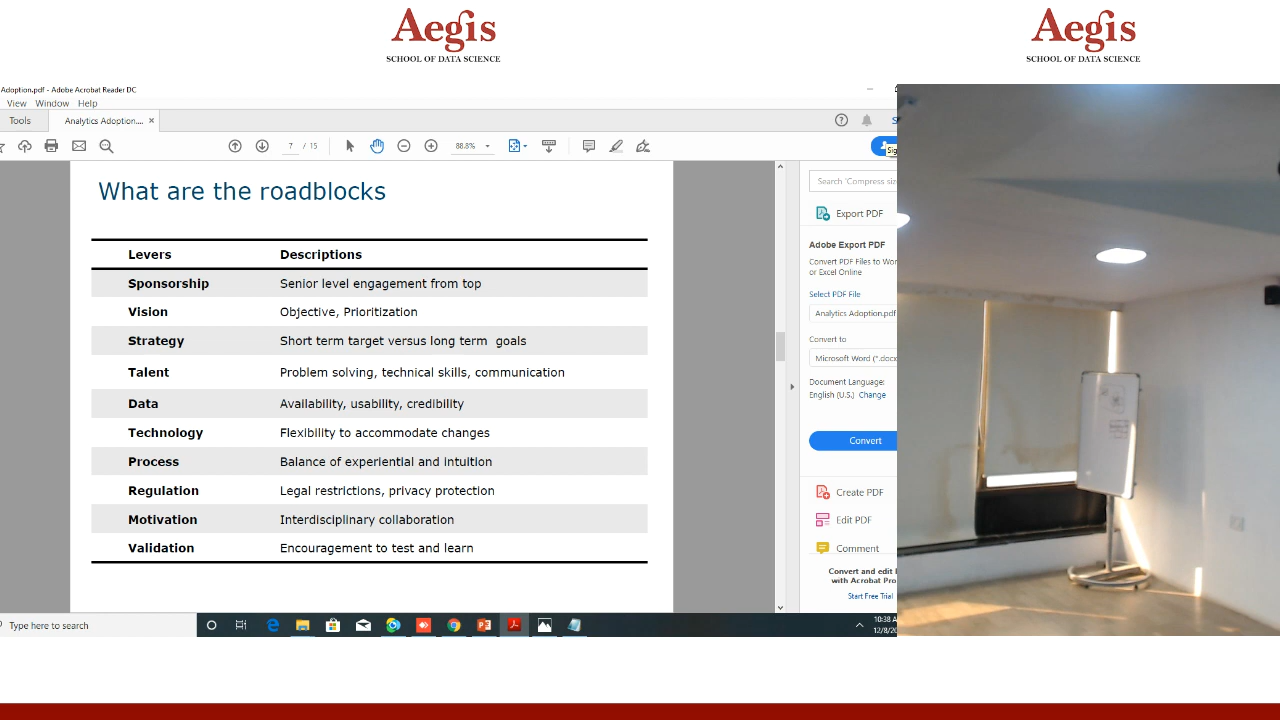 Aegis
SCHOOL OF DATA SCIENCE
Aegis
SCHOOL OF DATA SCIENCE
Adoption.pdf - Adobe Acrobat Reader DC
View Window Help
Tools
Analytics Adoption.... ×
7 / 15
88.8%
What are the roadblocks
Levers Descriptions
Sponsorship Senior level engagement from top
Vision Objective, Prioritization
Strategy Short term target versus long term goals
Talent Problem solving, technical skills, communication
Data Availability, usability, credibility
Technology Flexibility to accommodate changes
Process Balance of experiential and intuition
Regulation Legal restrictions, privacy protection
Motivation Interdisciplinary collaboration
Validation Encouragement to test and learn
Search 'Compress
Export PDF
Adobe Export PDF
Convert PDF Files to
or Excel Online
Select PDF File
Analytics Adoption.pdf
Convert to
Microsoft Word (*.docx
Document Language:
English (U.S.) Change
Convert
Create PDF
Edit PDF
Comment
Convert and edit
with Acrobat
Start Free Trial
Type here to search
10:38